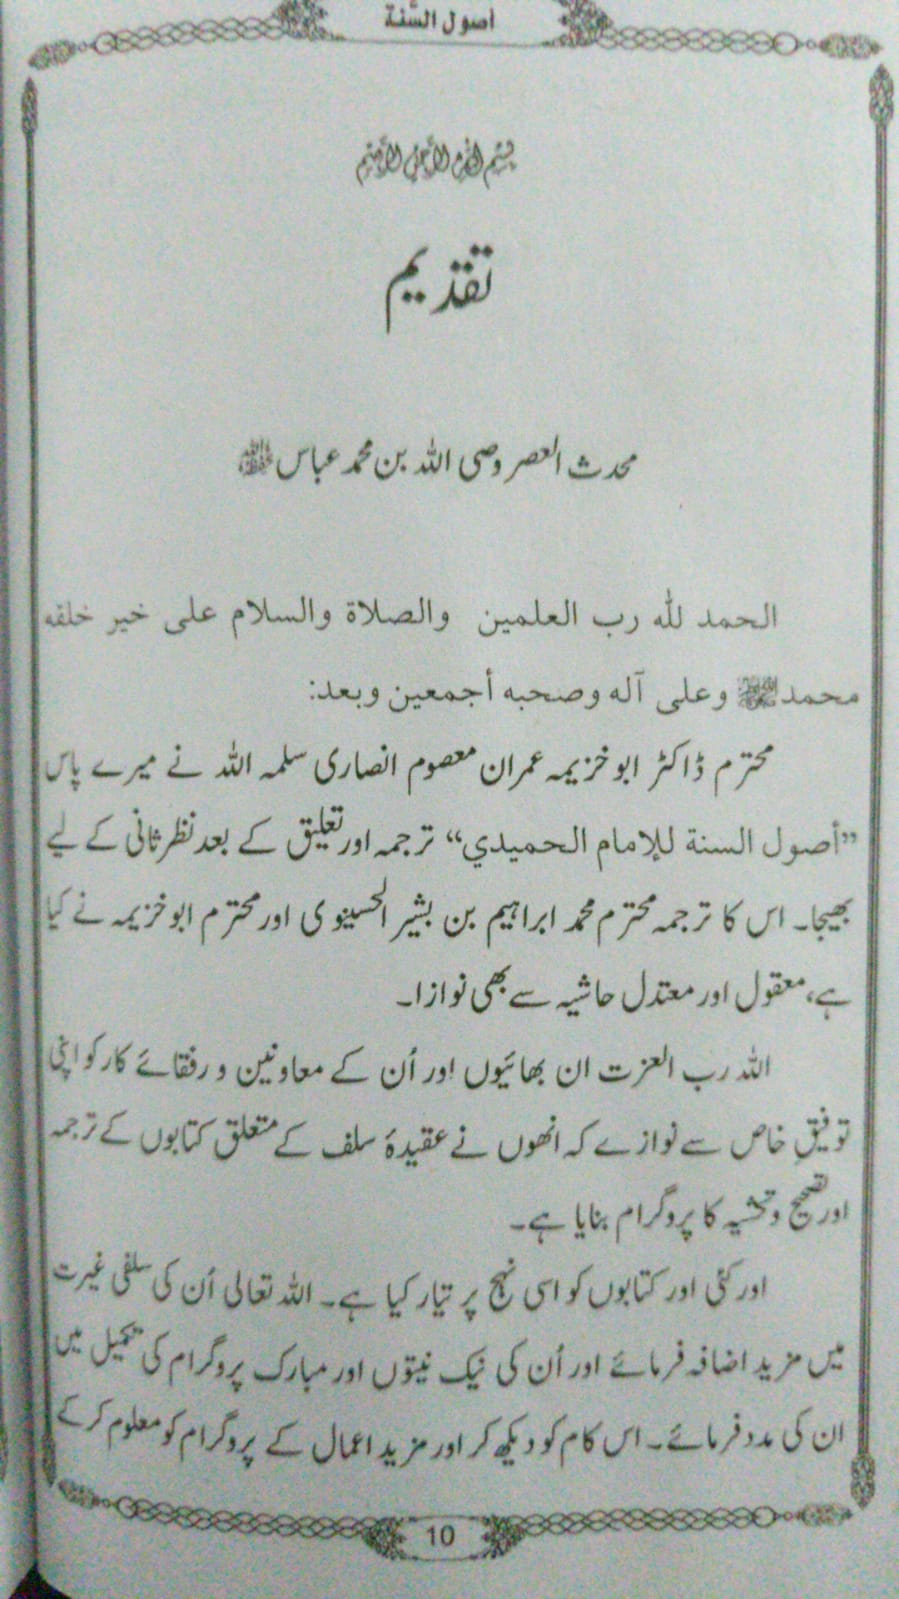 أصول السّنة
بسم الله الرحمن الرحيم
تقدیم
محدث العصر وصی اللہ بن محمد عباس
الحمد لله رب العلمين والصلاة والسلام على خير خلقه
محمد ﷺ وعلى آله وصحبه أجمعين وبعد:
محترم ڈاکٹر ابوخزیمہ عمران معصوم انصاری سلمہ اللہ نے میرے پاس
”أصول السنة للإمام الحميدي“ ترجمہ اور تعلیق کے بعد نظر ثانی کے لیے
بھیجا۔ اس کا ترجمہ محترم محمد ابراہیم بن بشیر الحسینوی اور محترم ابوخزیمہ نے کیا
ہے، معقول اور معتدل حاشیہ سے بھی نوازا۔
اللہ رب العزت ان بھائیوں اور اُن کے معاونین و رفقائے کار کو اپنی
توفیقِ خاص سے نوازے کہ انھوں نے عقیدۂ سلف کے متعلق کتابوں کے ترجمہ
اور تصحیح و تحشیہ کا پروگرام بنایا ہے۔
اور کئی اور کتابوں کو اسی نہج پر تیار کیا ہے۔ اللہ تعالی اُن کی سلفی غیرت
میں مزید اضافہ فرمائے اور اُن کی نیک نیتوں اور مبارک پروگرام کی تکمیل میں
ان کی مدد فرمائے۔ اس کام کو دیکھ کر اور مزید اعمال کے پروگرام کو معلوم کرکے
10